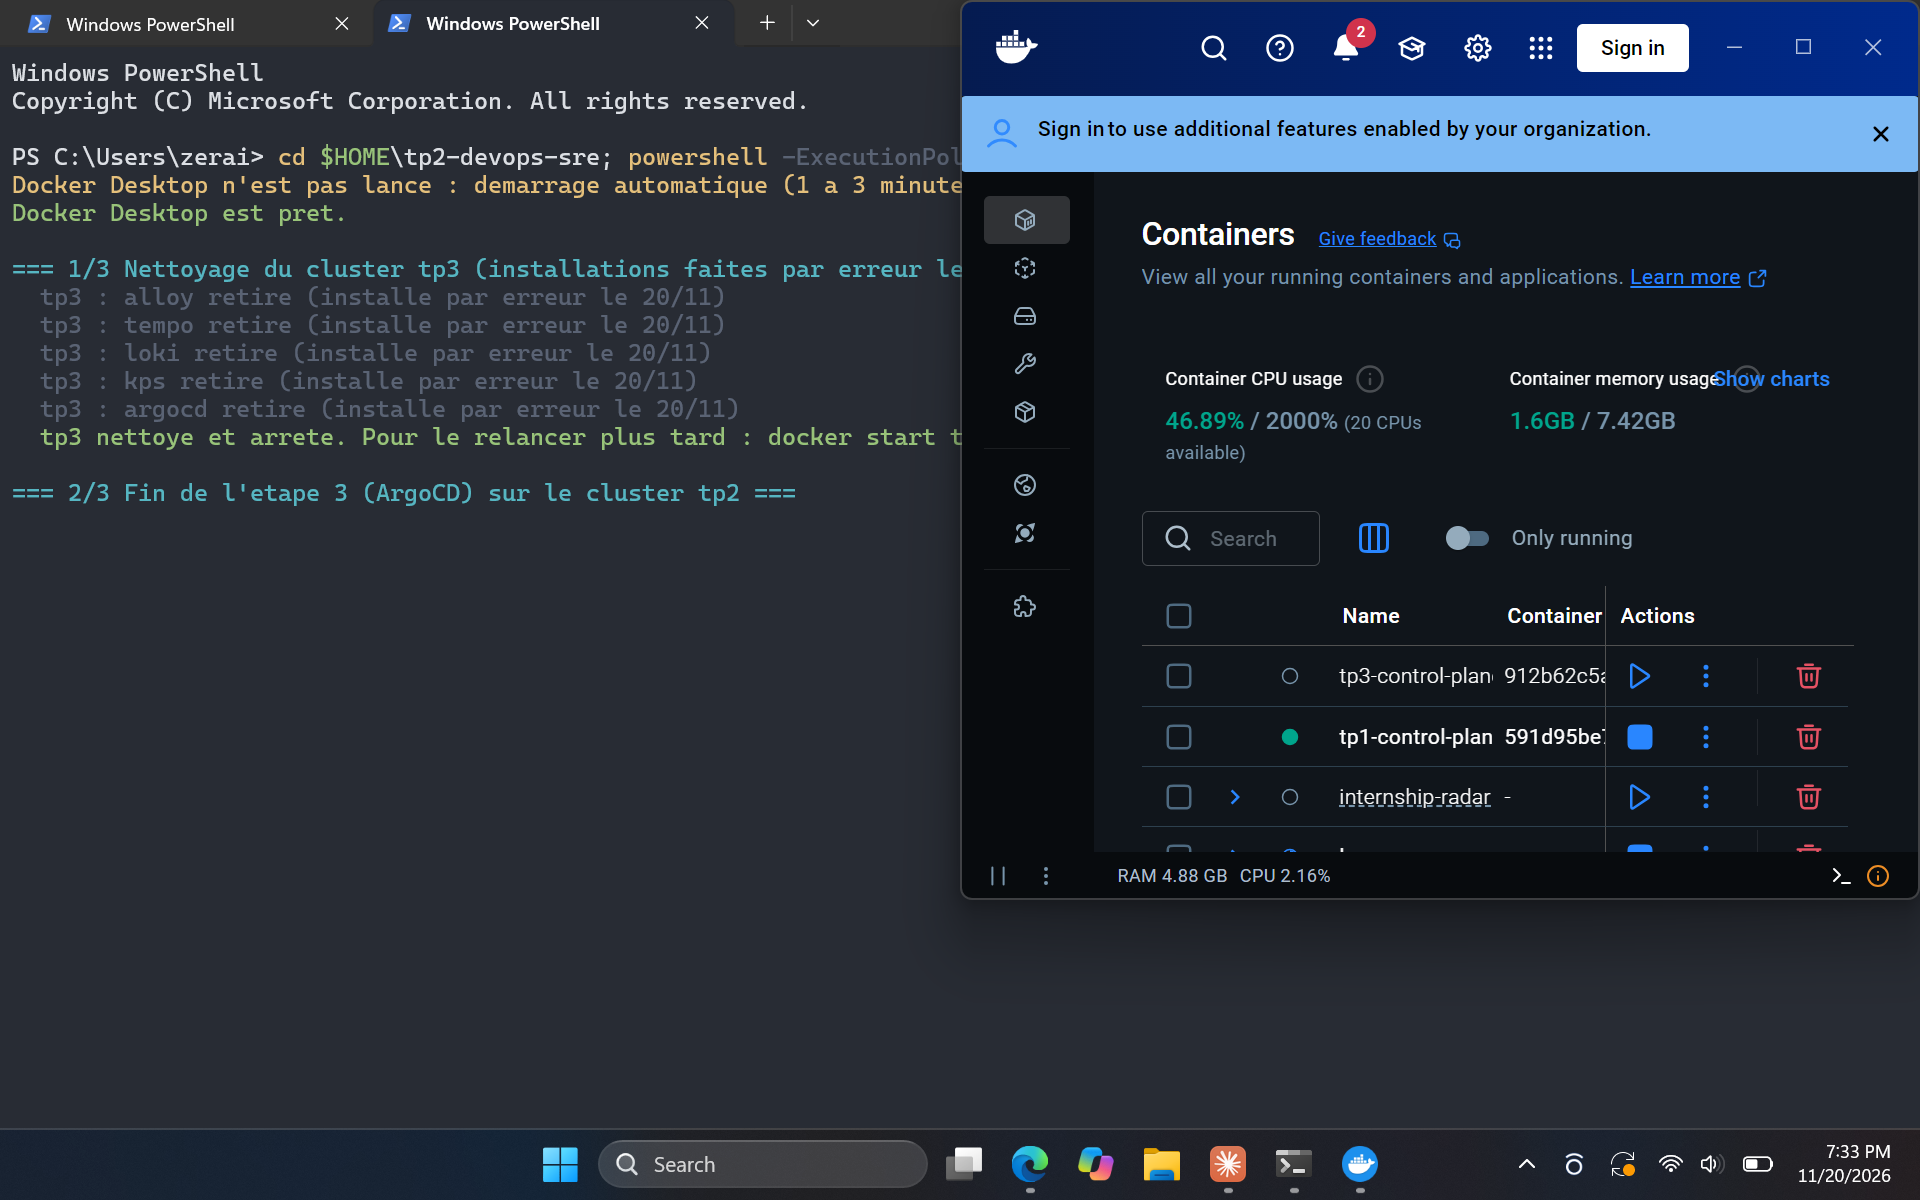 Windows PowerShell
Windows PowerShell
Windows PowerShell
Copyright (C) Microsoft Corporation. All rights reserved.
PS C:\Users\zerai> cd $HOME\tp2-devops-sre; powershell -ExecutionPol
Docker Desktop n'est pas lance : demarrage automatique (1 a 3 minute
Docker Desktop est pret.
=== 1/3 Nettoyage du cluster tp3 (installations faites par erreur le
tp3 : alloy retire (installe par erreur le 20/11)
tp3 : tempo retire (installe par erreur le 20/11)
tp3 : loki retire (installe par erreur le 20/11)
tp3 : kps retire (installe par erreur le 20/11)
tp3 : argocd retire (installe par erreur le 20/11)
tp3 nettoye et arrete. Pour le relancer plus tard : docker start t
=== 2/3 Fin de l'etape 3 (ArgoCD) sur le cluster tp2 ===
2
Sign in
Sign in to use additional features enabled by your organization.
Containers
Give feedback
View all your running containers and applications. Learn more
Container CPU usage
46.89% / 2000% (20 CPUs
available)
Container memory usage
Show charts
1.6GB / 7.42GB
Search
Only running
Name Container Actions
tp3-control-plan 912b62c5a
tp1-control-plan 591d95be7
internship-radar -
RAM 4.88 GB CPU 2.16%
Search
7:33 PM
11/20/2026